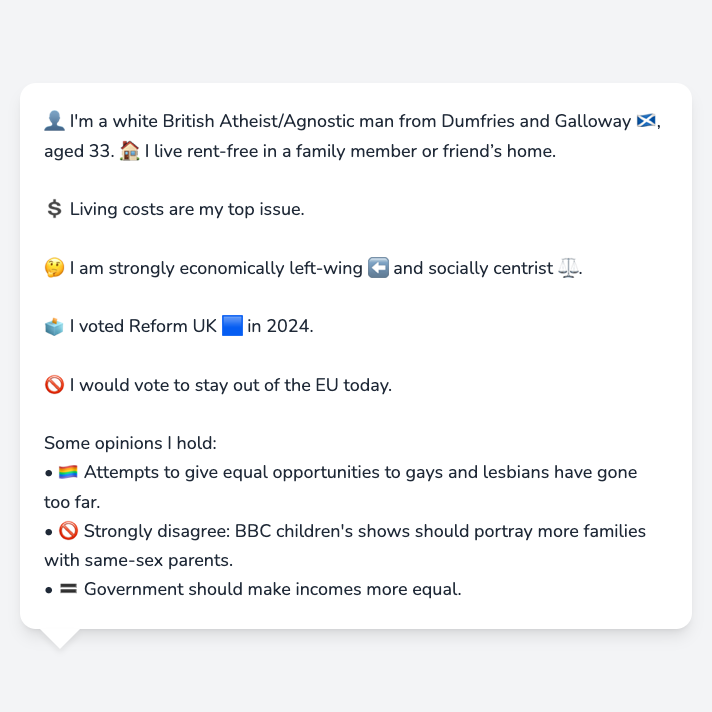 👤 I'm a white British Atheist/Agnostic man from Dumfries and Galloway 🏴󠁧󠁢󠁳󠁣󠁴󠁿,
aged 33. 🏠 I live rent-free in a family member or friend’s home.
💲 Living costs are my top issue.
🤔 I am strongly economically left-wing ⬅️ and socially centrist ⚖️.
🗳️ I voted Reform UK 🟦 in 2024.
🚫 I would vote to stay out of the EU today.
Some opinions I hold:
• 🏳️‍🌈 Attempts to give equal opportunities to gays and lesbians have gone
too far.
• 🚫 Strongly disagree: BBC children's shows should portray more families
with same-sex parents.
• 🟰 Government should make incomes more equal.